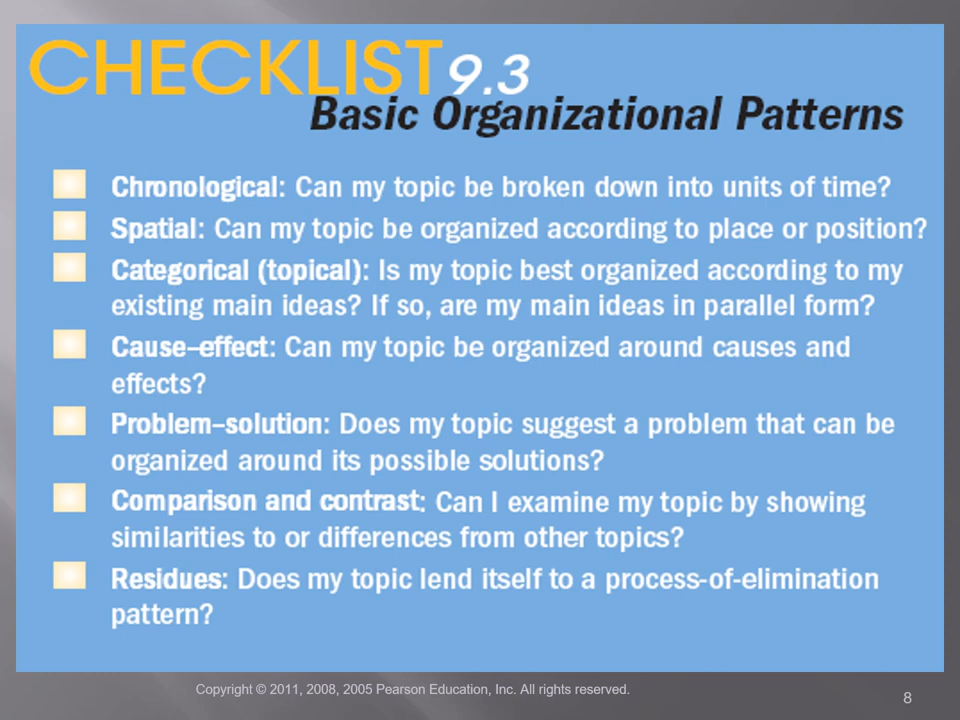 CHECKLIST 9.3
Basic Organizational Patterns
Chronological: Can my topic be broken down into units of time?
Spatial: Can my topic be organized according to place or position?
Categorical (topical): Is my topic best organized according to my
existing main ideas? If so, are my main ideas in parallel form?
Cause–effect: Can my topic be organized around causes and
effects?
Problem–solution: Does my topic suggest a problem that can be
organized around its possible solutions?
Comparison and contrast: Can I examine my topic by showing
similarities to or differences from other topics?
Residues: Does my topic lend itself to a process-of-elimination
pattern?
Copyright © 2011, 2008, 2005 Pearson Education, Inc. All rights reserved.
8